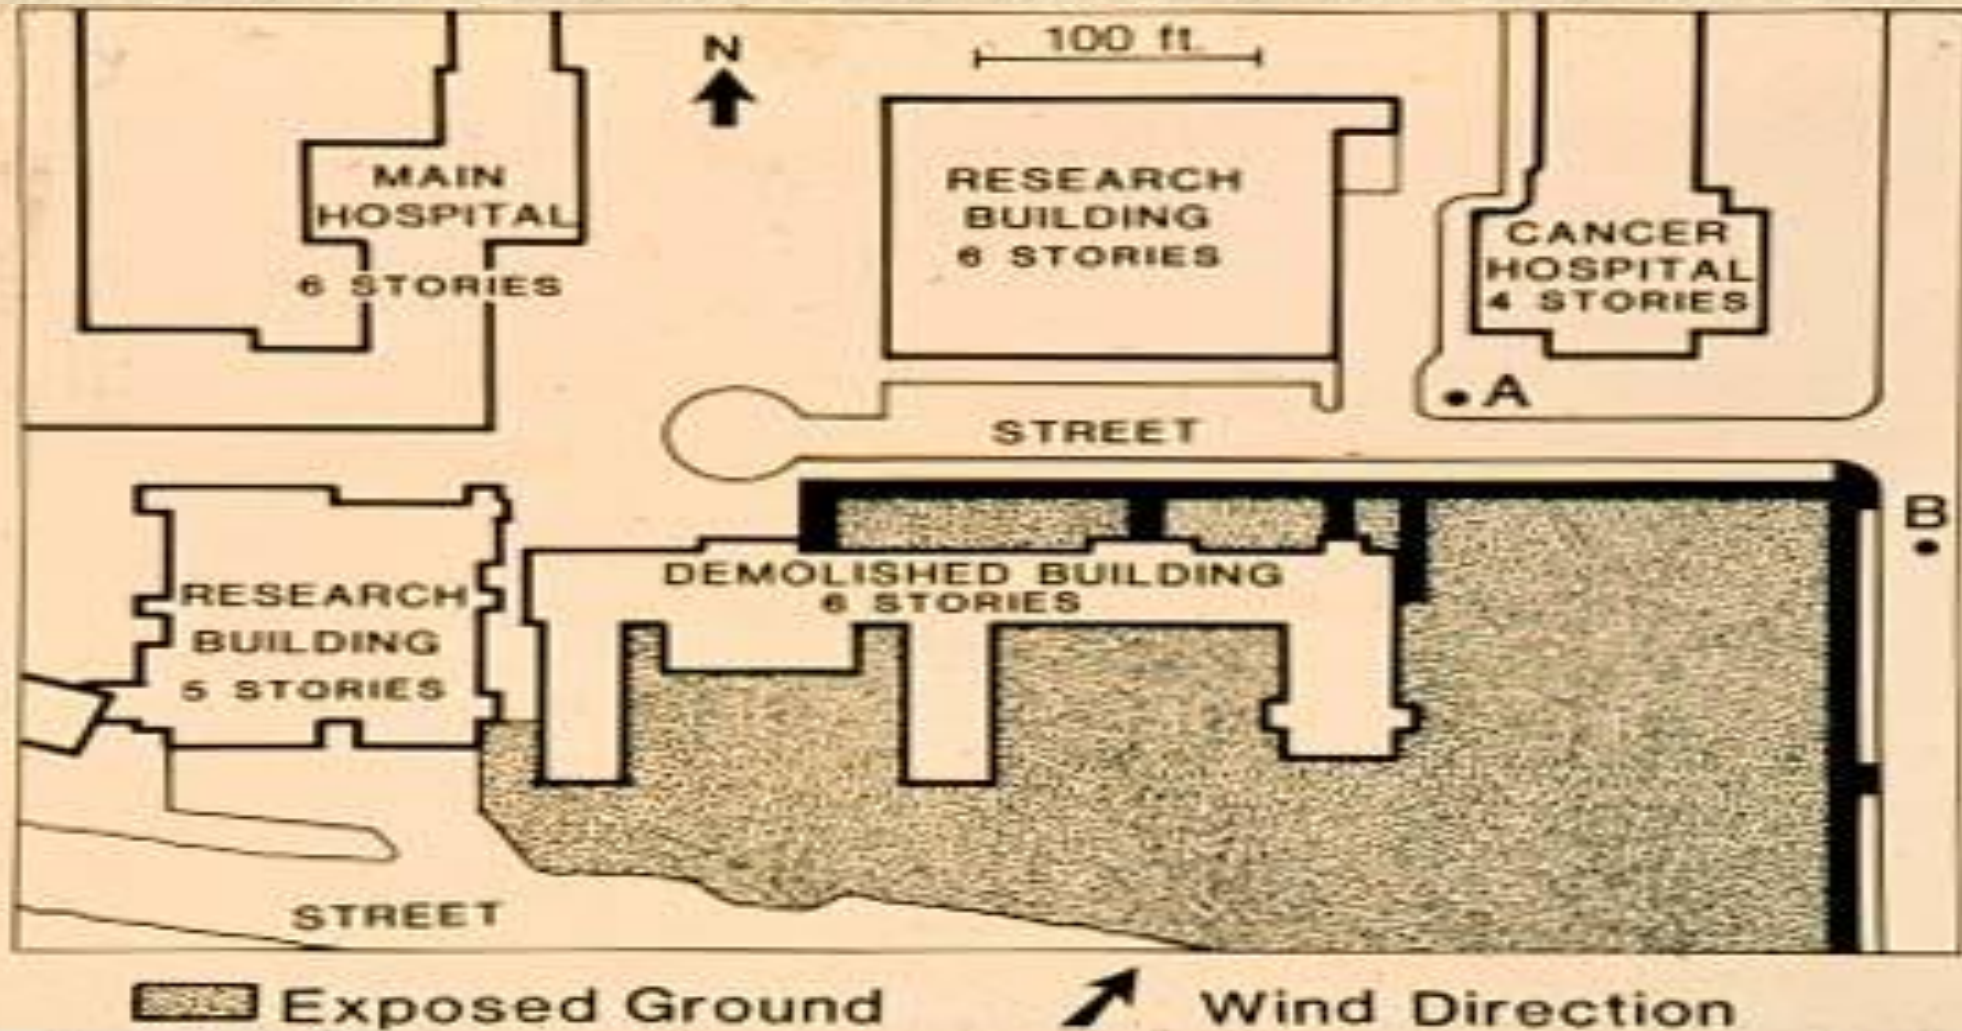 N
100 ft.
MAIN
HOSPITAL
6 STORIES
RESEARCH
BUILDING
6 STORIES
CANCER
HOSPITAL
4 STORIES
A
STREET
B
DEMOLISHED BUILDING
6 STORIES
RESEARCH
BUILDING
5 STORIES
STREET
Exposed Ground
Wind Direction